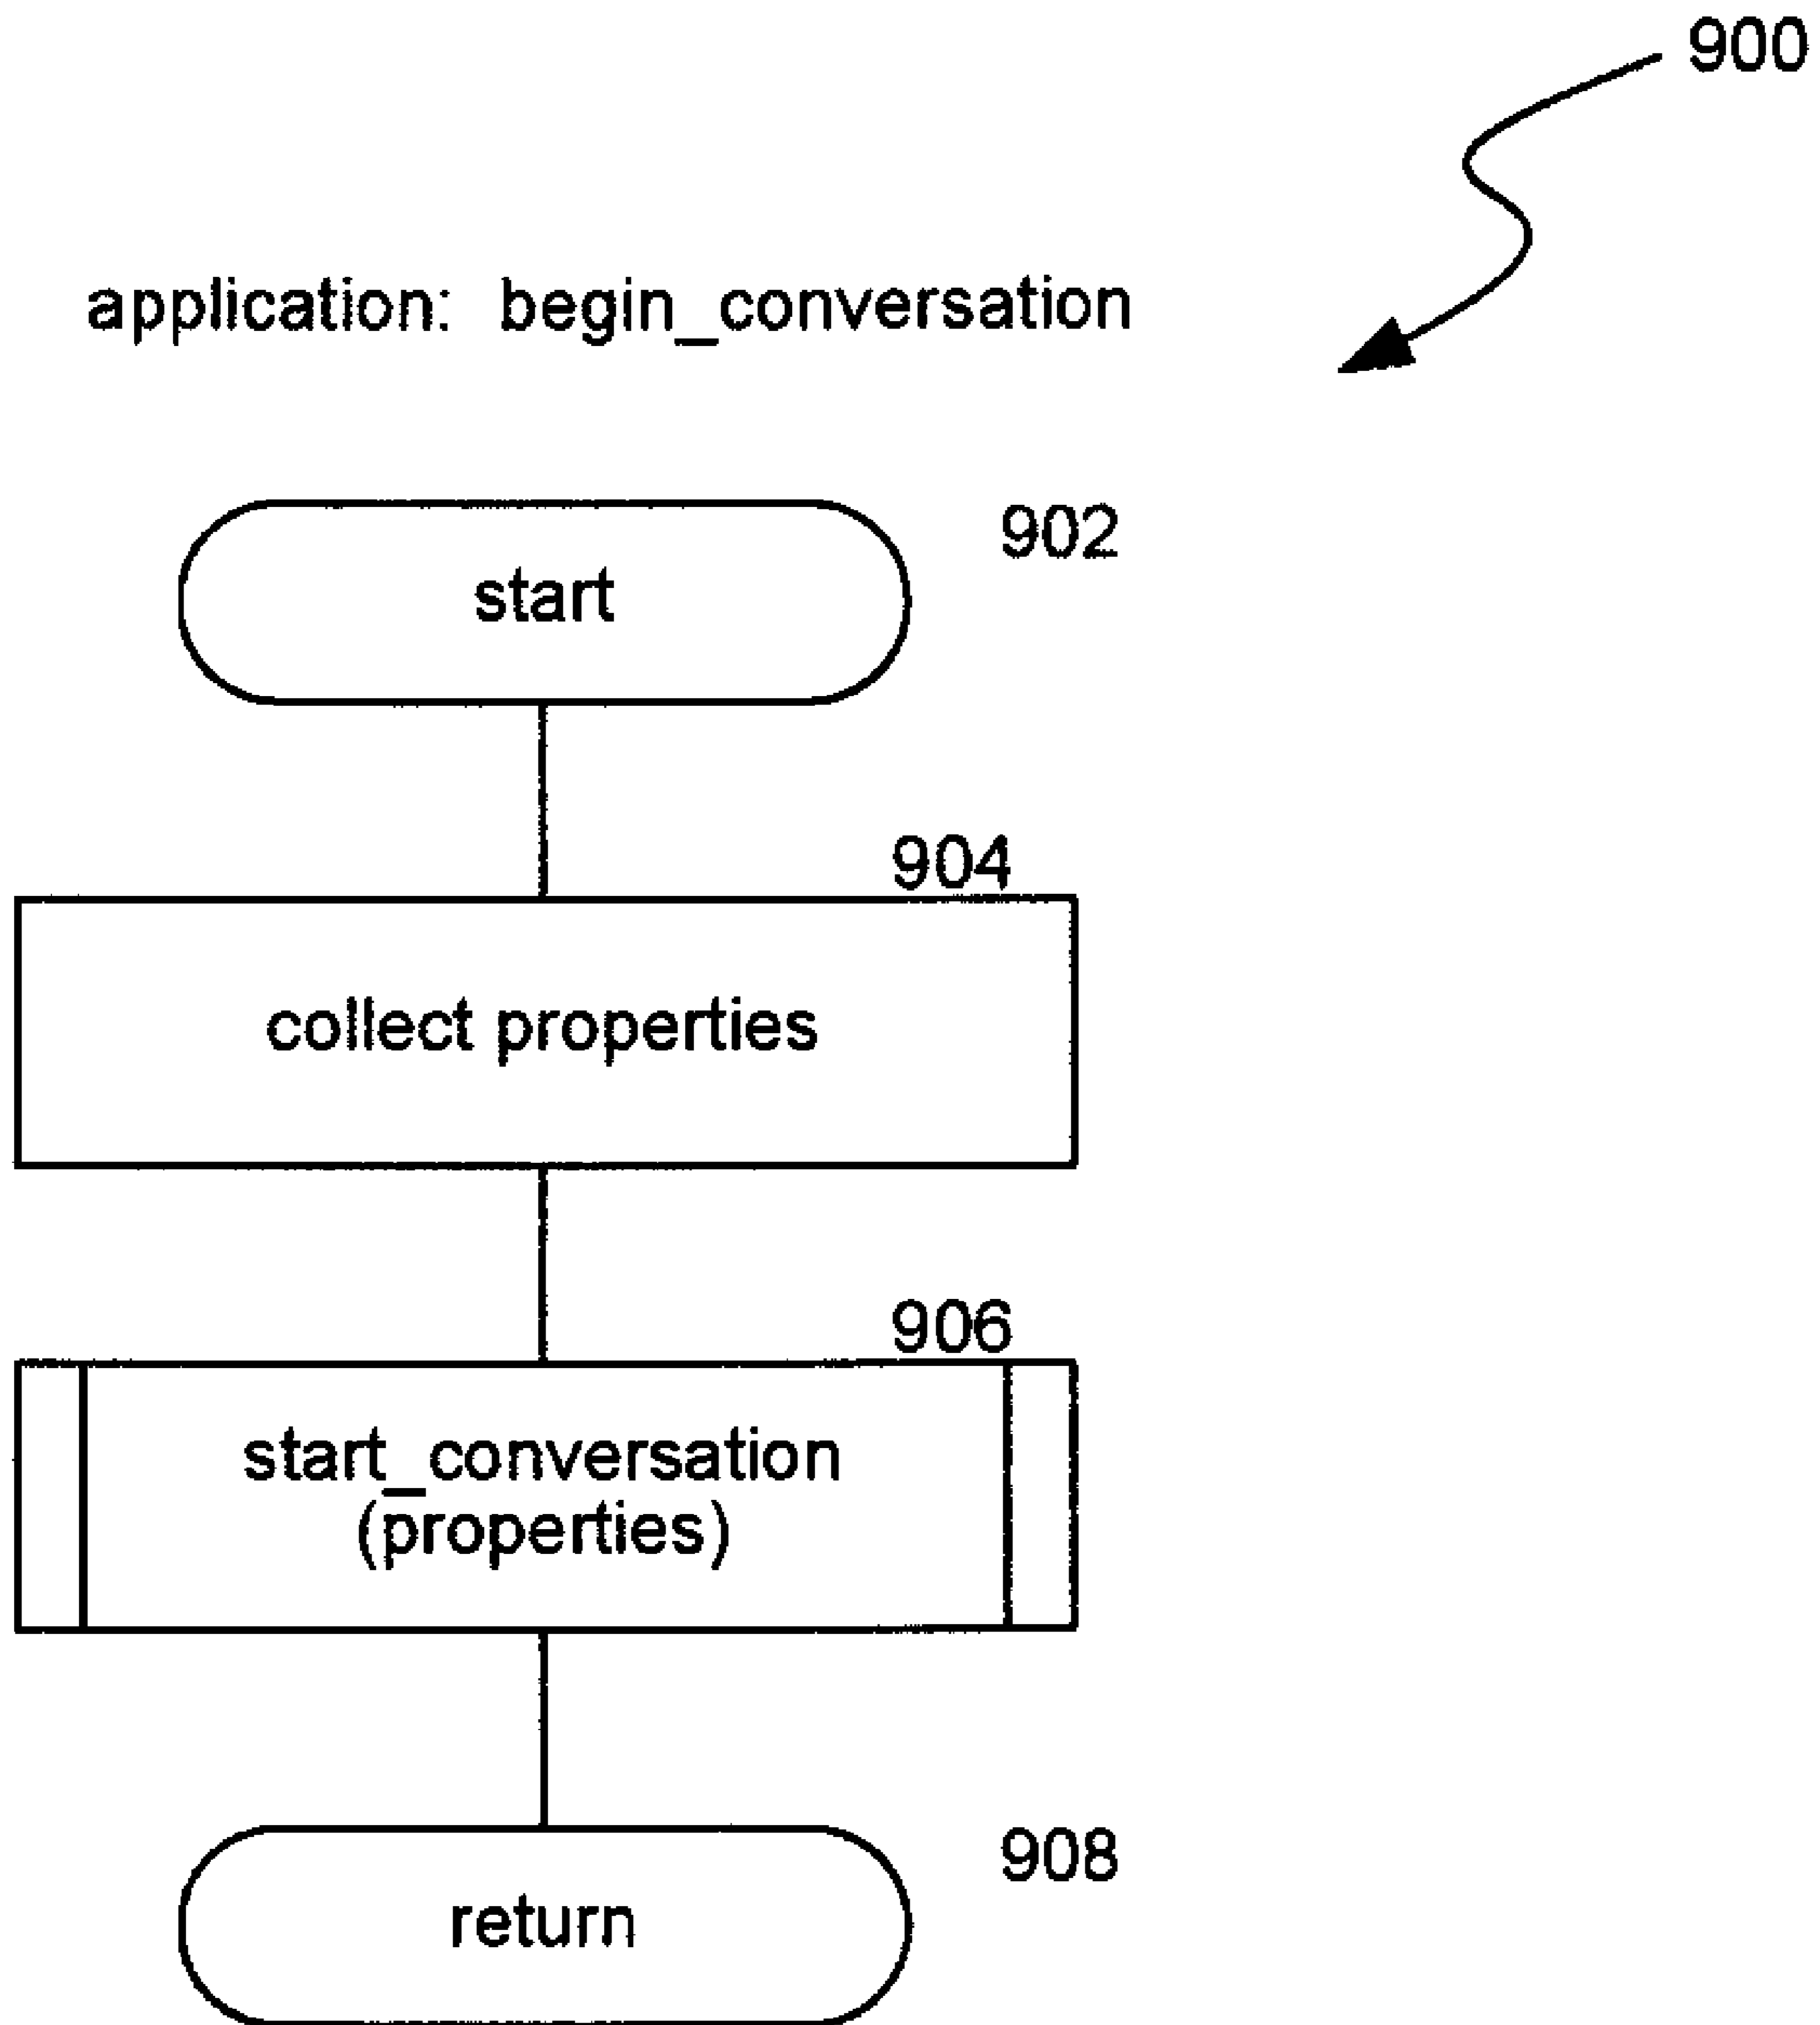 900
application: begin_conversation
902
start
904
collect properties
906
start_conversation
(properties)
908
return